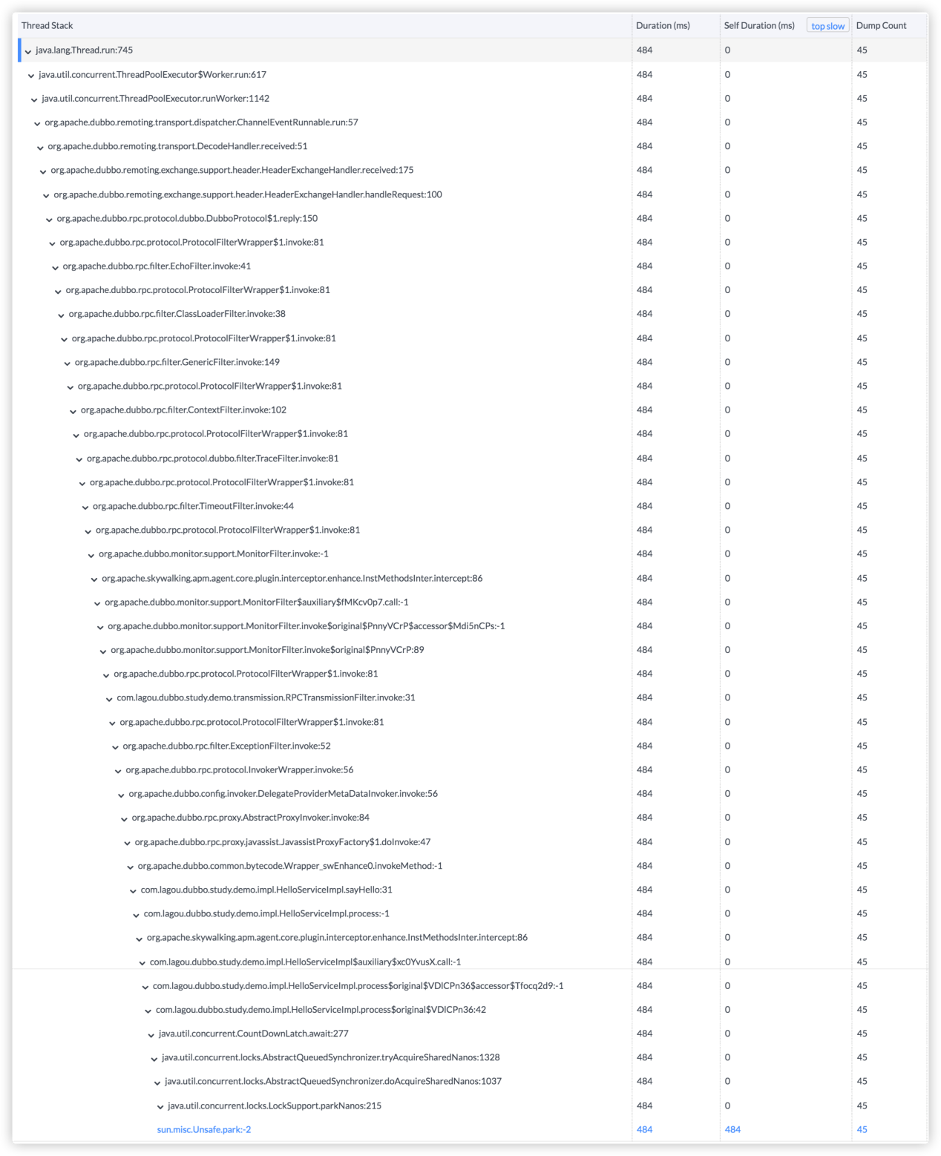 Thread Stack Duration (ms) Self Duration (ms) top slow Dump Count
java.lang.Thread.run:745 484 0 45
java.util.concurrent.ThreadPoolExecutor$Worker.run:617 484 0 45
java.util.concurrent.ThreadPoolExecutor.runWorker:1142 484 0 45
org.apache.dubbo.remoting.transport.dispatcher.ChannelEventRunnable.run:57 484 0 45
org.apache.dubbo.remoting.transport.DecodeHandler.received:51 484 0 45
org.apache.dubbo.remoting.exchange.support.header.HeaderExchangeHandler.received:175 484 0 45
org.apache.dubbo.remoting.exchange.support.header.HeaderExchangeHandler.handleRequest:100 484 0 45
org.apache.dubbo.rpc.protocol.dubbo.DubboProtocol$1.reply:150 484 0 45
org.apache.dubbo.rpc.protocol.ProtocolFilterWrapper$1.invoke:81 484 0 45
org.apache.dubbo.rpc.filter.EchoFilter.invoke:41 484 0 45
org.apache.dubbo.rpc.protocol.ProtocolFilterWrapper$1.invoke:81 484 0 45
org.apache.dubbo.rpc.filter.ClassLoaderFilter.invoke:38 484 0 45
org.apache.dubbo.rpc.protocol.ProtocolFilterWrapper$1.invoke:81 484 0 45
org.apache.dubbo.rpc.filter.GenericFilter.invoke:149 484 0 45
org.apache.dubbo.rpc.protocol.ProtocolFilterWrapper$1.invoke:81 484 0 45
org.apache.dubbo.rpc.filter.ContextFilter.invoke:102 484 0 45
org.apache.dubbo.rpc.protocol.ProtocolFilterWrapper$1.invoke:81 484 0 45
org.apache.dubbo.rpc.protocol.dubbo.filter.TraceFilter.invoke:81 484 0 45
org.apache.dubbo.rpc.protocol.ProtocolFilterWrapper$1.invoke:81 484 0 45
org.apache.dubbo.rpc.filter.TimeoutFilter.invoke:44 484 0 45
org.apache.dubbo.rpc.protocol.ProtocolFilterWrapper$1.invoke:81 484 0 45
org.apache.dubbo.monitor.support.MonitorFilter.invoke:-1 484 0 45
org.apache.skywalking.apm.agent.core.plugin.interceptor.enhance.InstMethodsInter.intercept:86 484 0 45
org.apache.dubbo.monitor.support.MonitorFilter$auxiliary$fMKcv0p7.call:-1 484 0 45
org.apache.dubbo.monitor.support.MonitorFilter.invoke$original$PnnyVCrP$accessor$Mdi5nCPs:-1 484 0 45
org.apache.dubbo.monitor.support.MonitorFilter.invoke$original$PnnyVCrP:89 484 0 45
org.apache.dubbo.rpc.protocol.ProtocolFilterWrapper$1.invoke:81 484 0 45
com.lagou.dubbo.study.demo.transmission.RPCTransmissionFilter.invoke:31 484 0 45
org.apache.dubbo.rpc.protocol.ProtocolFilterWrapper$1.invoke:81 484 0 45
org.apache.dubbo.rpc.filter.ExceptionFilter.invoke:52 484 0 45
org.apache.dubbo.rpc.protocol.InvokerWrapper.invoke:56 484 0 45
org.apache.dubbo.config.invoker.DelegateProviderMetaDataInvoker.invoke:56 484 0 45
org.apache.dubbo.rpc.proxy.AbstractProxyInvoker.invoke:84 484 0 45
org.apache.dubbo.rpc.proxy.javassist.JavassistProxyFactory$1.doInvoke:47 484 0 45
org.apache.dubbo.common.bytecode.Wrapper_swEnhance0.invokeMethod:-1 484 0 45
com.lagou.dubbo.study.demo.impl.HelloServiceImpl.sayHello:31 484 0 45
com.lagou.dubbo.study.demo.impl.HelloServiceImpl.process:-1 484 0 45
org.apache.skywalking.apm.agent.core.plugin.interceptor.enhance.InstMethodsInter.intercept:86 484 0 45
com.lagou.dubbo.study.demo.impl.HelloServiceImpl$auxiliary$xc0YvusX.call:-1 484 0 45
com.lagou.dubbo.study.demo.impl.HelloServiceImpl.process$original$VDlCPn36$accessor$Tfocq2d9:-1 484 0 45
com.lagou.dubbo.study.demo.impl.HelloServiceImpl.process$original$VDlCPn36:42 484 0 45
java.util.concurrent.CountDownLatch.await:277 484 0 45
java.util.concurrent.locks.AbstractQueuedSynchronizer.tryAcquireSharedNanos:1328 484 0 45
java.util.concurrent.locks.AbstractQueuedSynchronizer.doAcquireSharedNanos:1037 484 0 45
java.util.concurrent.locks.LockSupport.parkNanos:215 484 0 45
sun.misc.Unsafe.park:-2 484 484 45